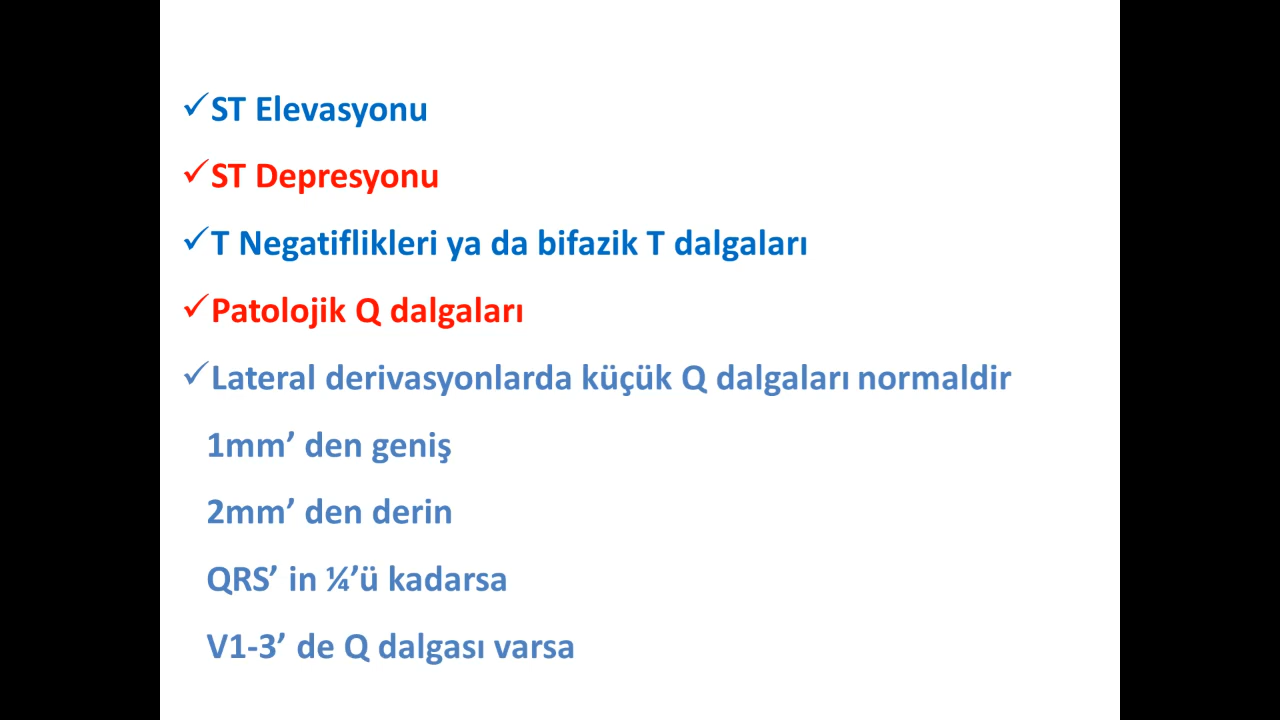 ✓ST Elevasyonu
✓ST Depresyonu
✓T Negatiflikleri ya da bifazik T dalgaları
✓Patolojik Q dalgaları
✓Lateral derivasyonlarda küçük Q dalgaları normaldir
1mm’ den geniş
2mm’ den derin
QRS’ in ¼’ü kadarsa
V1-3’ de Q dalgası varsa